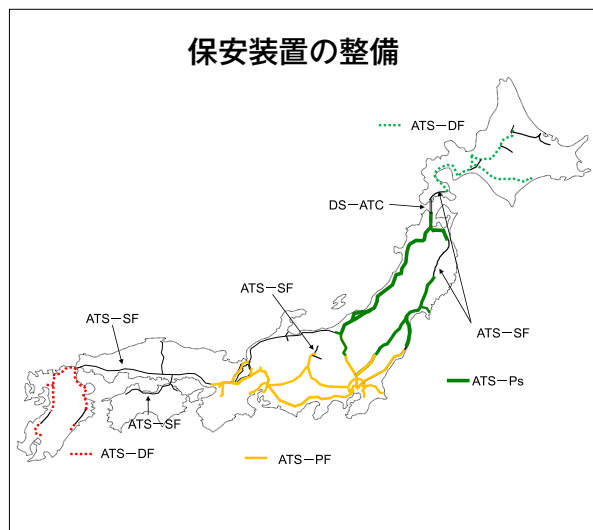 保安装置の整備
ATS－DF
DS－ATC
ATS－SF
ATS－SF
ATS－SF
ATS－Ps
ATS－SF
ATS－DF
ATS－PF